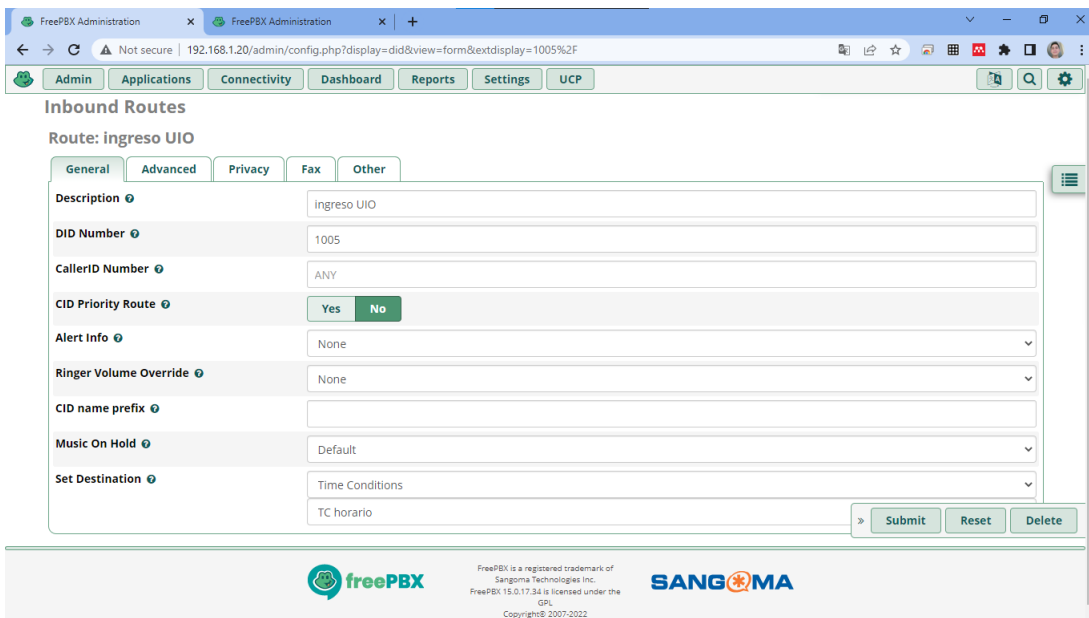 FreePBX Administration
FreePBX Administration
Not secure 192.168.1.20/admin/config.php?display=did&view=form&extdisplay=1005%2F
Admin Applications Connectivity Dashboard Reports Settings UCP
Inbound Routes
Route: ingreso UIO
General Advanced Privacy Fax Other
Description
ingreso UIO
DID Number
1005
CallerID Number
ANY
CID Priority Route
Yes No
Alert Info
None
Ringer Volume Override
None
CID name prefix
Music On Hold
Default
Set Destination
Time Conditions
TC horario
» Submit Reset Delete
freePBX
FreePBX is a registered trademark of
Sangoma Technologies Inc.
FreePBX 15.0.17.34 is licensed under the
GPL
Copyright© 2007-2022
SANGOMA